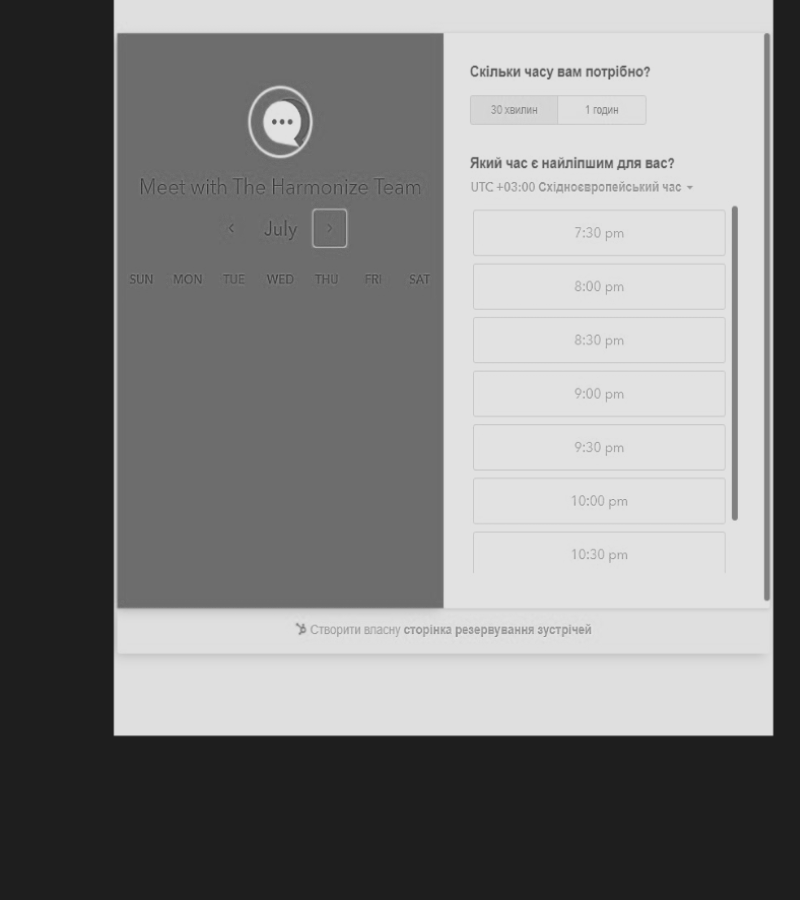 Meet with The Harmonize Team
July
SUN MON TUE WED THU FRI SAT
Скільки часу вам потрібно?
30 хвилин 1 годин
Який час є найліпшим для вас?
UTC +03:00 Східноєвропейський час
7:30 pm
8:00 pm
8:30 pm
9:00 pm
9:30 pm
10:00 pm
10:30 pm
Створити власну сторінка резервування зустрічей